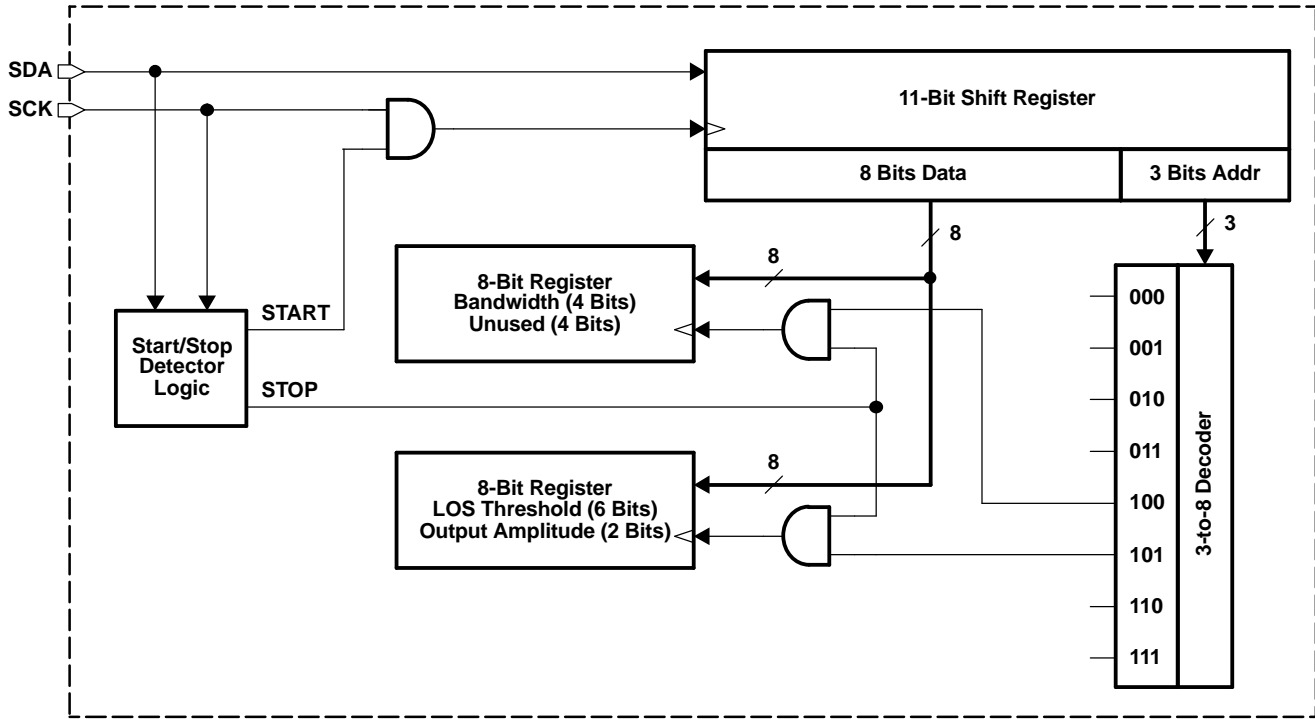 SDA
SCK
11-Bit Shift Register
8 Bits Data
3 Bits Addr
8
3
8
8-Bit Register
Bandwidth (4 Bits)
Unused (4 Bits)
START
Start/Stop
Detector
Logic
STOP
8
8-Bit Register
LOS Threshold (6 Bits)
Output Amplitude (2 Bits)
000
001
010
011
100
101
110
111
3-to-8 Decoder